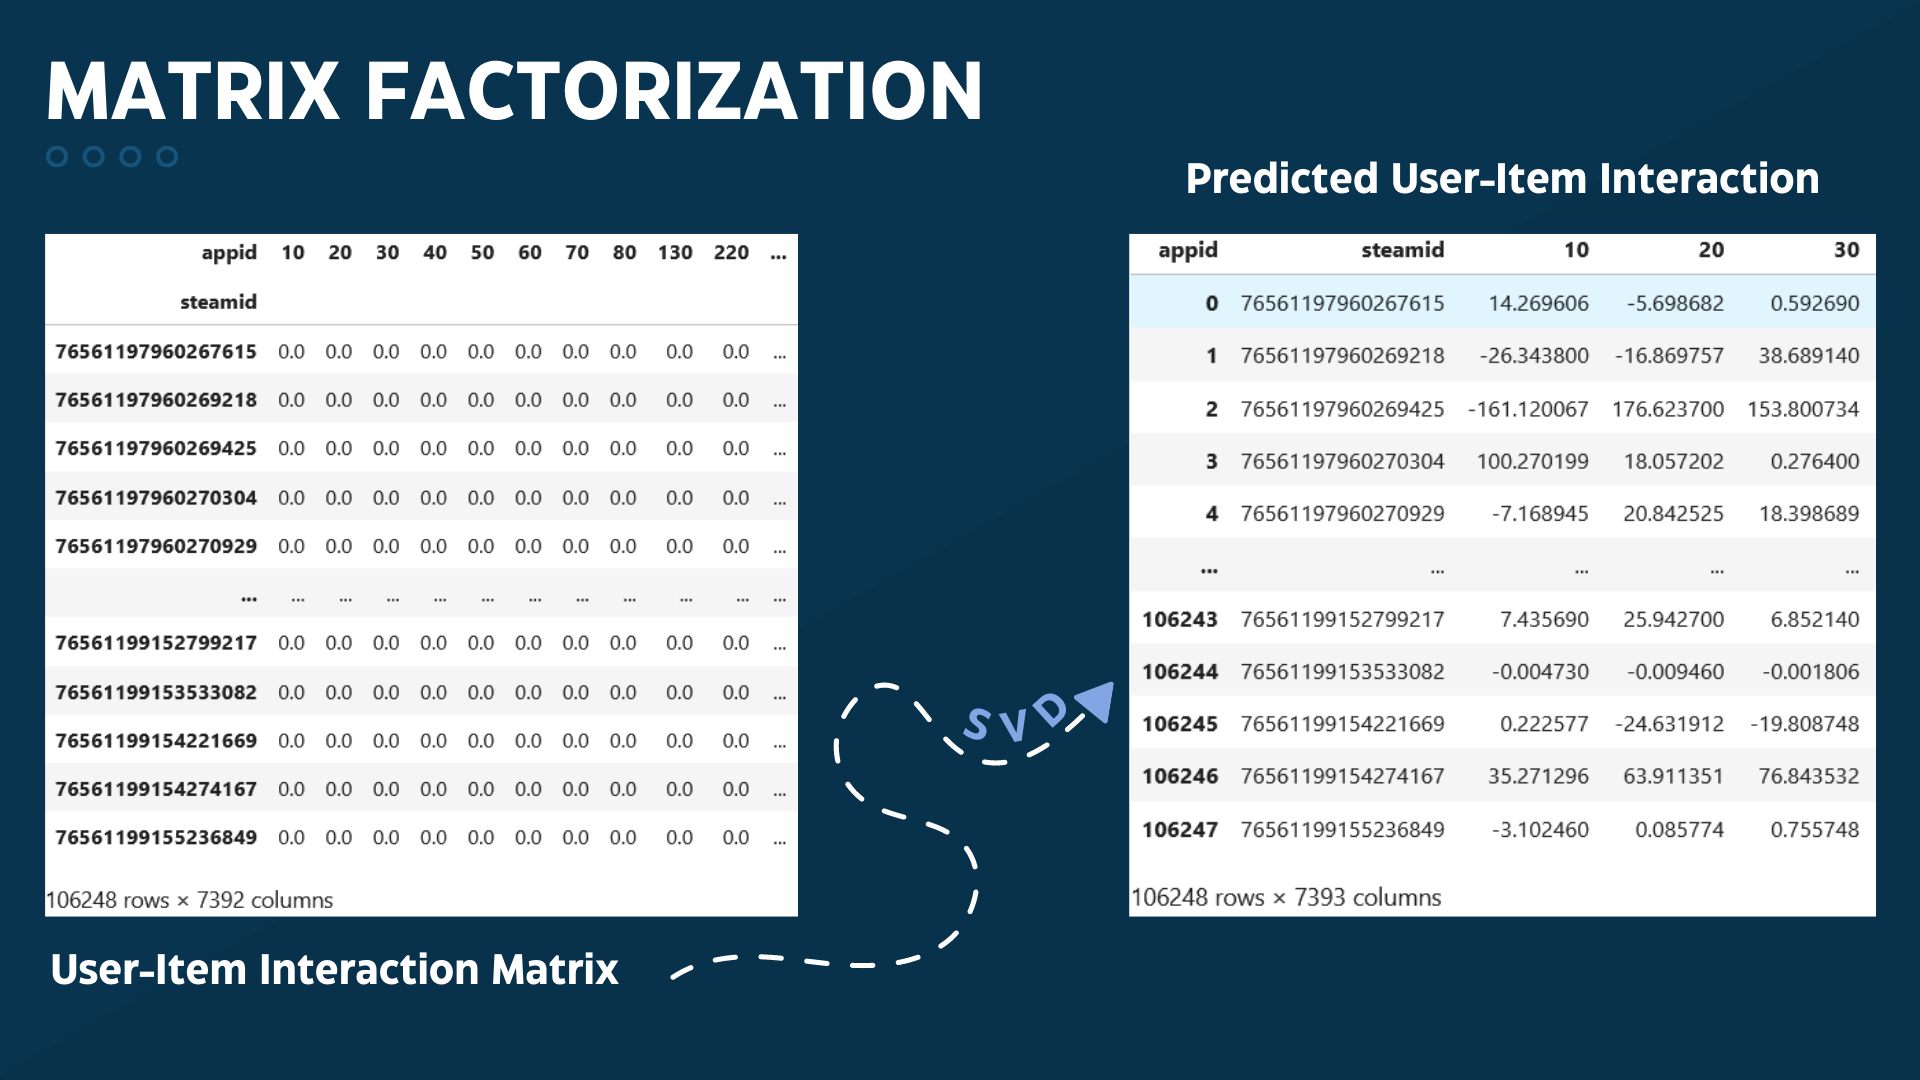 MATRIX FACTORIZATION
Predicted User-Item Interaction
appid 10 20 30 40 50 60 70 80 130 220 ...
steamid
76561197960267615 0.0 0.0 0.0 0.0 0.0 0.0 0.0 0.0 0.0 0.0 ...
76561197960269218 0.0 0.0 0.0 0.0 0.0 0.0 0.0 0.0 0.0 0.0 ...
76561197960269425 0.0 0.0 0.0 0.0 0.0 0.0 0.0 0.0 0.0 0.0 ...
76561197960270304 0.0 0.0 0.0 0.0 0.0 0.0 0.0 0.0 0.0 0.0 ...
76561197960270929 0.0 0.0 0.0 0.0 0.0 0.0 0.0 0.0 0.0 0.0 ...
... ... ... ... ... ... ... ... ... ... ... ...
76561199152799217 0.0 0.0 0.0 0.0 0.0 0.0 0.0 0.0 0.0 0.0 ...
76561199153533082 0.0 0.0 0.0 0.0 0.0 0.0 0.0 0.0 0.0 0.0 ...
76561199154221669 0.0 0.0 0.0 0.0 0.0 0.0 0.0 0.0 0.0 0.0 ...
76561199154274167 0.0 0.0 0.0 0.0 0.0 0.0 0.0 0.0 0.0 0.0 ...
76561199155236849 0.0 0.0 0.0 0.0 0.0 0.0 0.0 0.0 0.0 0.0 ...
106248 rows × 7392 columns
User-Item Interaction Matrix
SVD
appid steamid 10 20 30
0 76561197960267615 14.269606 -5.698682 0.592690
1 76561197960269218 -26.343800 -16.869757 38.689140
2 76561197960269425 -161.120067 176.623700 153.800734
3 76561197960270304 100.270199 18.057202 0.276400
4 76561197960270929 -7.168945 20.842525 18.398689
... ... ... ... ...
106243 76561199152799217 7.435690 25.942700 6.852140
106244 76561199153533082 -0.004730 -0.009460 -0.001806
106245 76561199154221669 0.222577 -24.631912 -19.808748
106246 76561199154274167 35.271296 63.911351 76.843532
106247 76561199155236849 -3.102460 0.085774 0.755748
106248 rows × 7393 columns